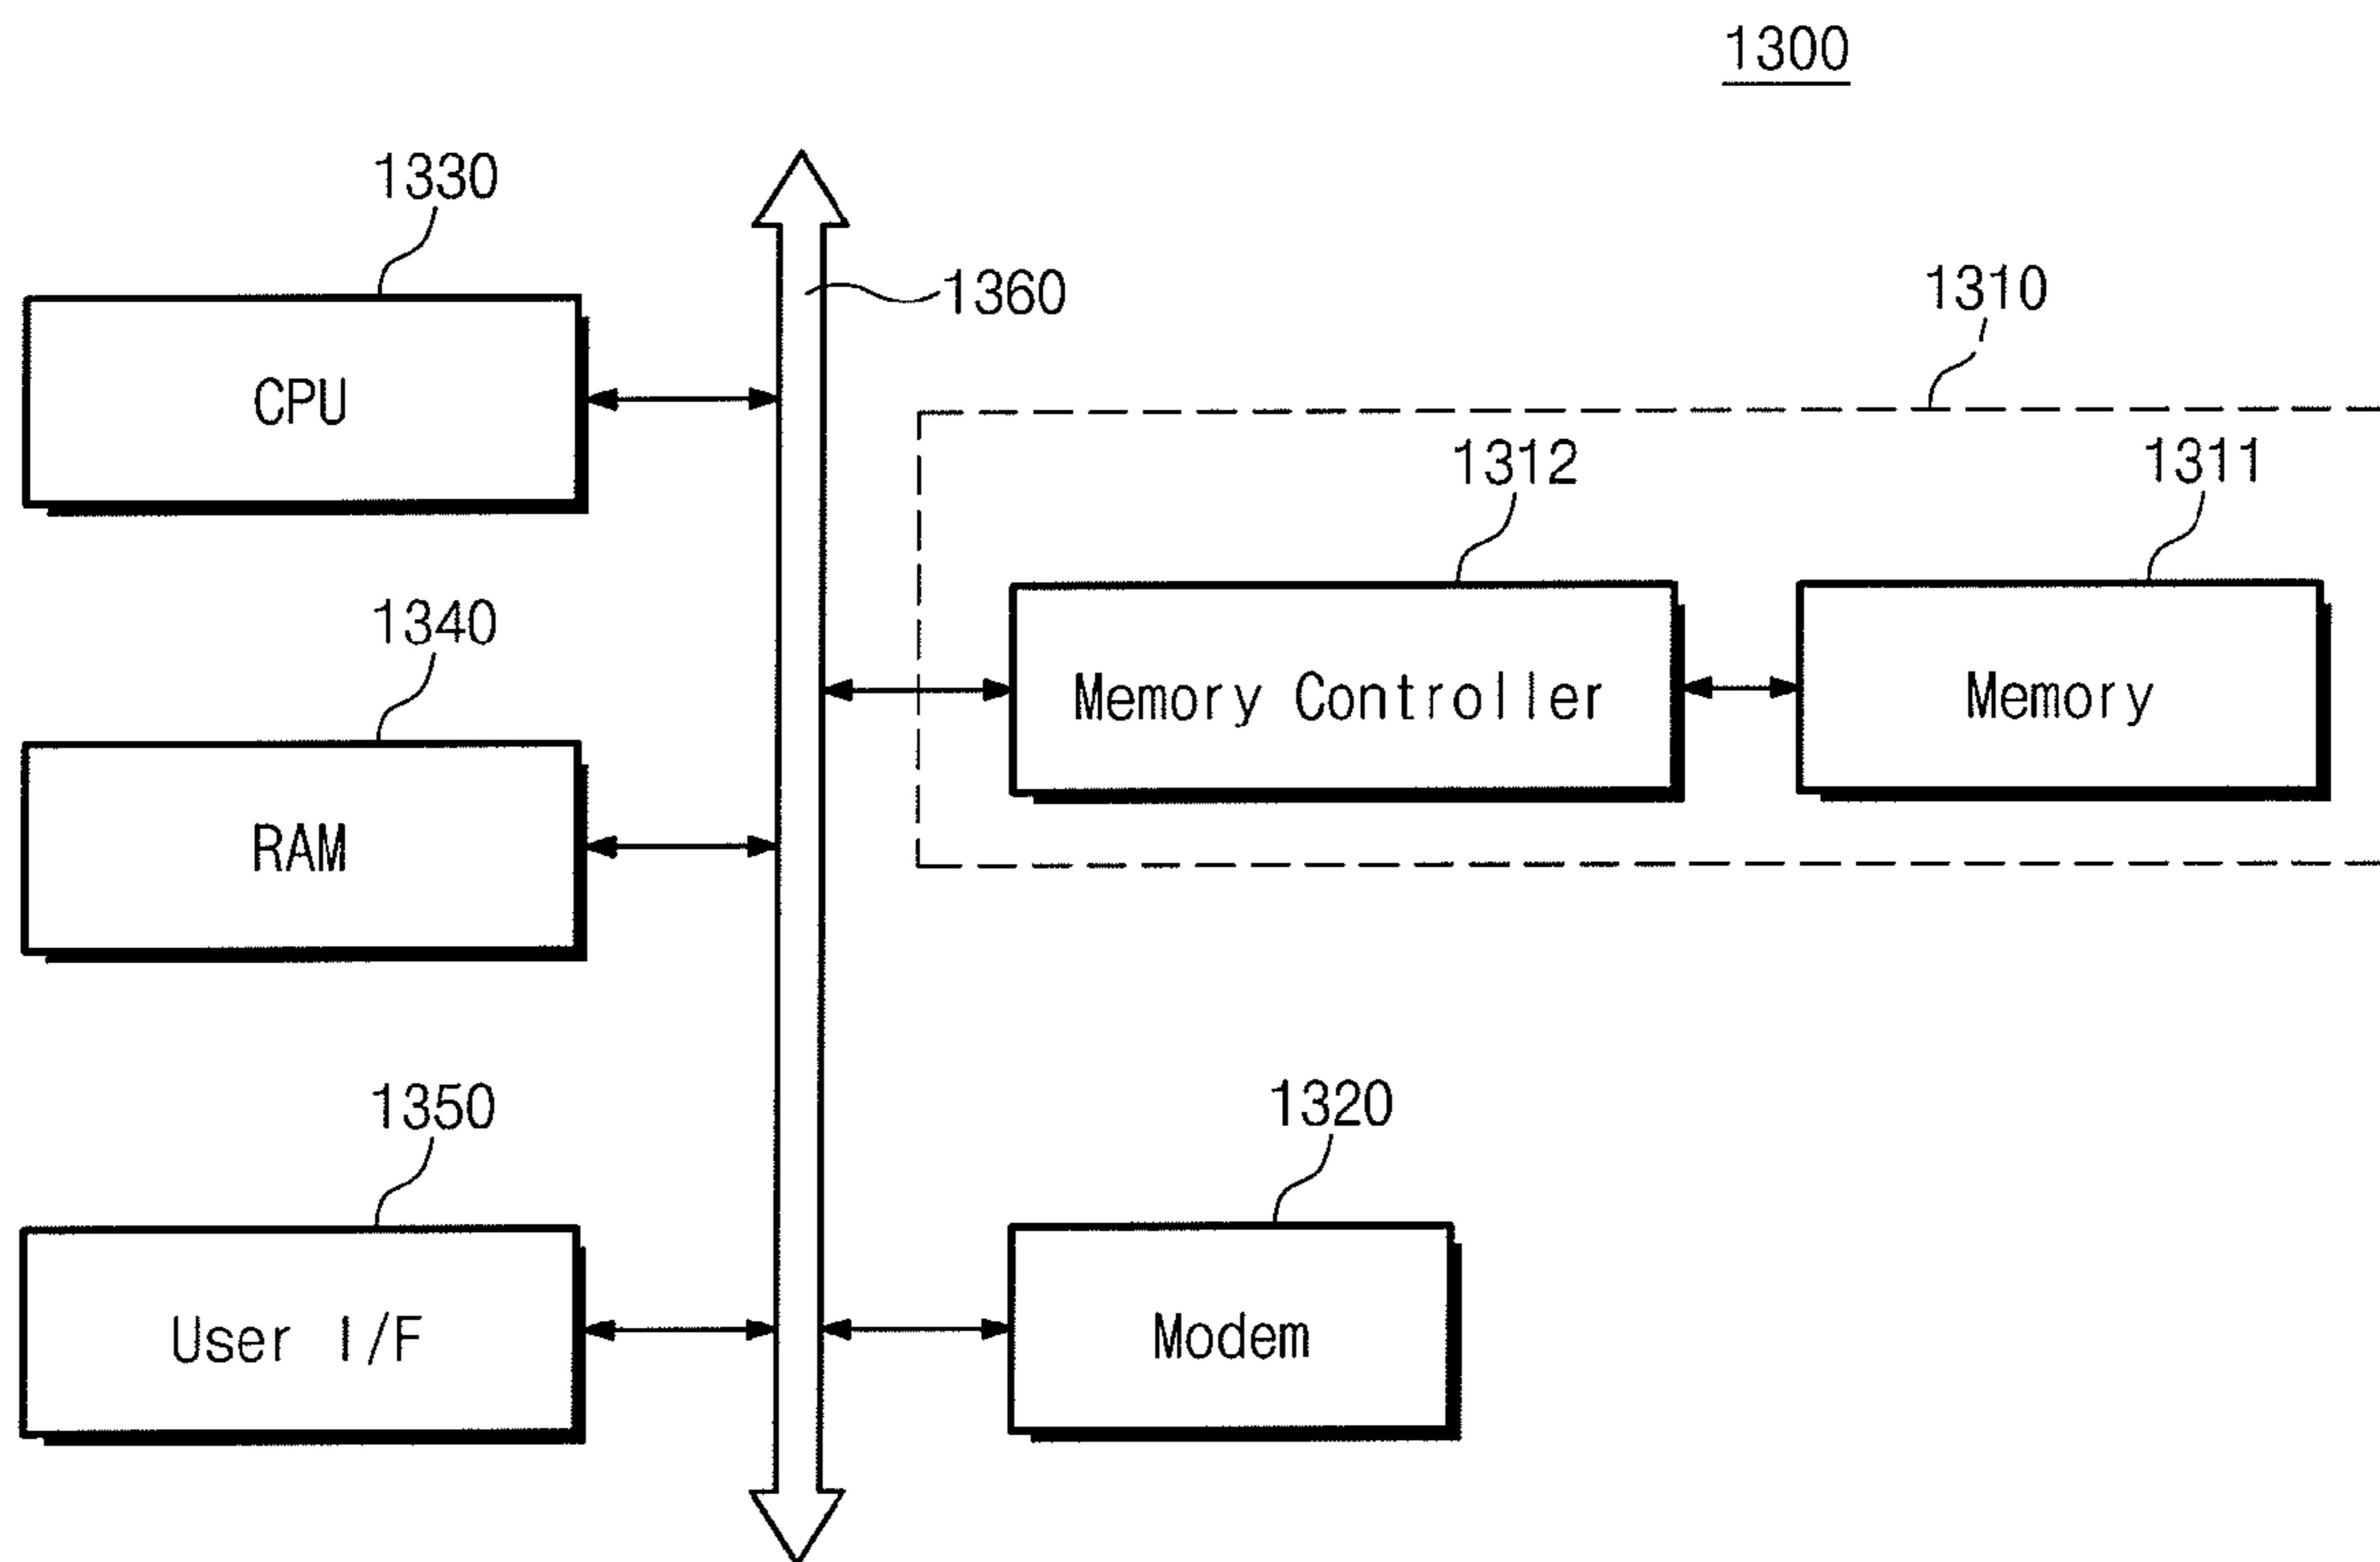 1300
1330
1360
1310
CPU
1312
1311
1340
Memory Controller
Memory
RAM
1350
1320
User I/F
Modem